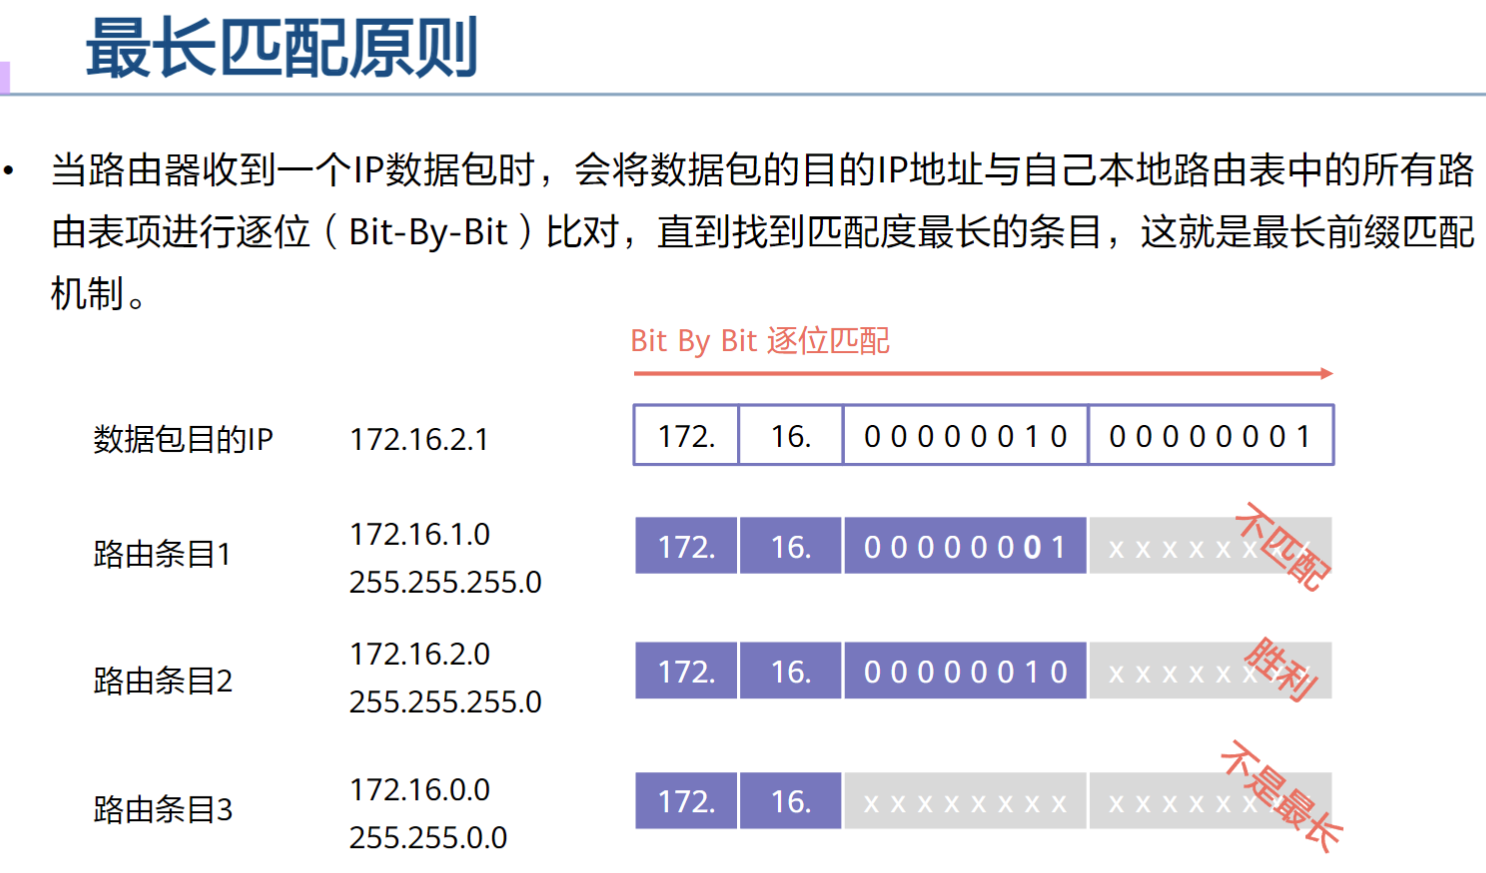 最长匹配原则
• 当路由器收到一个IP数据包时，会将数据包的目的IP地址与自己本地路由表中的所有路
由表项进行逐位（Bit-By-Bit）比对，直到找到匹配度最长的条目，这就是最长前缀匹配
机制。
Bit By Bit 逐位匹配
数据包目的IP 172.16.2.1 172. 16. 0 0 0 0 0 0 1 0 0 0 0 0 0 0 0 1
路由条目1
172.16.1.0
255.255.255.0
172. 16. 0 0 0 0 0 0 0 1 x x x x x x x x
不匹配
路由条目2
172.16.2.0
255.255.255.0
172. 16. 0 0 0 0 0 0 1 0 x x x x x x x x
胜利
路由条目3
172.16.0.0
255.255.0.0
172. 16. x x x x x x x x x x x x x x x x
不是最长